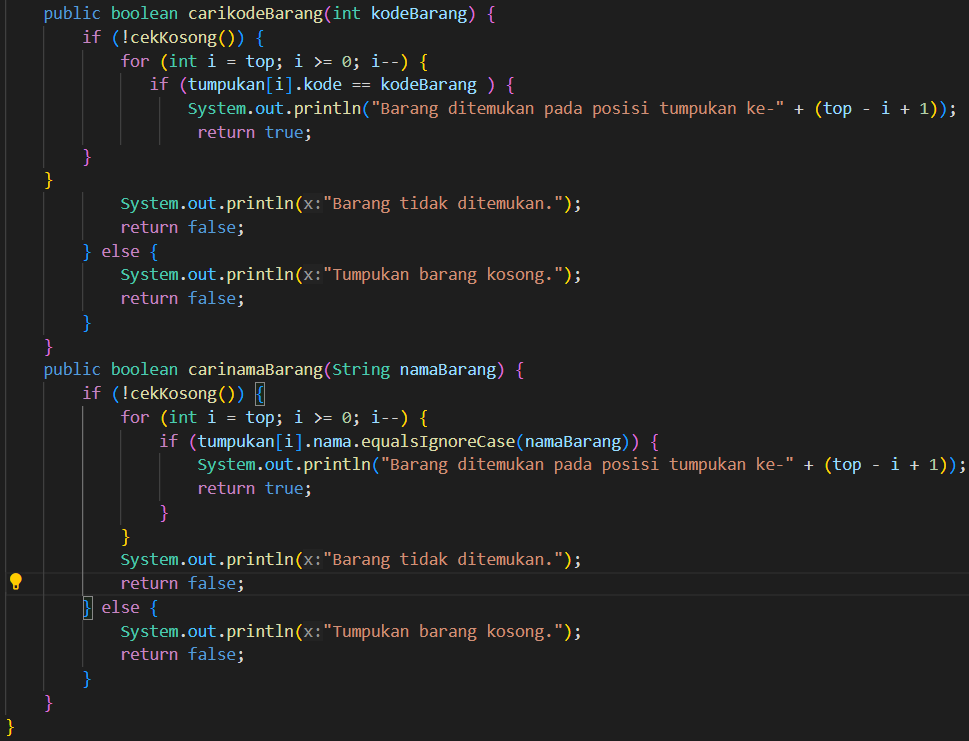 public boolean carikodeBarang(int kodeBarang) {
if (!cekKosong()) {
for (int i = top; i >= 0; i--) {
if (tumpukan[i].kode == kodeBarang ) {
System.out.println("Barang ditemukan pada posisi tumpukan ke-" + (top - i + 1));
return true;
}
}
System.out.println(x:"Barang tidak ditemukan.");
return false;
} else {
System.out.println(x:"Tumpukan barang kosong.");
return false;
}
}
public boolean carinamaBarang(String namaBarang) {
if (!cekKosong()) {
for (int i = top; i >= 0; i--) {
if (tumpukan[i].nama.equalsIgnoreCase(namaBarang)) {
System.out.println("Barang ditemukan pada posisi tumpukan ke-" + (top - i + 1));
return true;
}
}
System.out.println(x:"Barang tidak ditemukan.");
return false;
} else {
System.out.println(x:"Tumpukan barang kosong.");
return false;
}
}
}